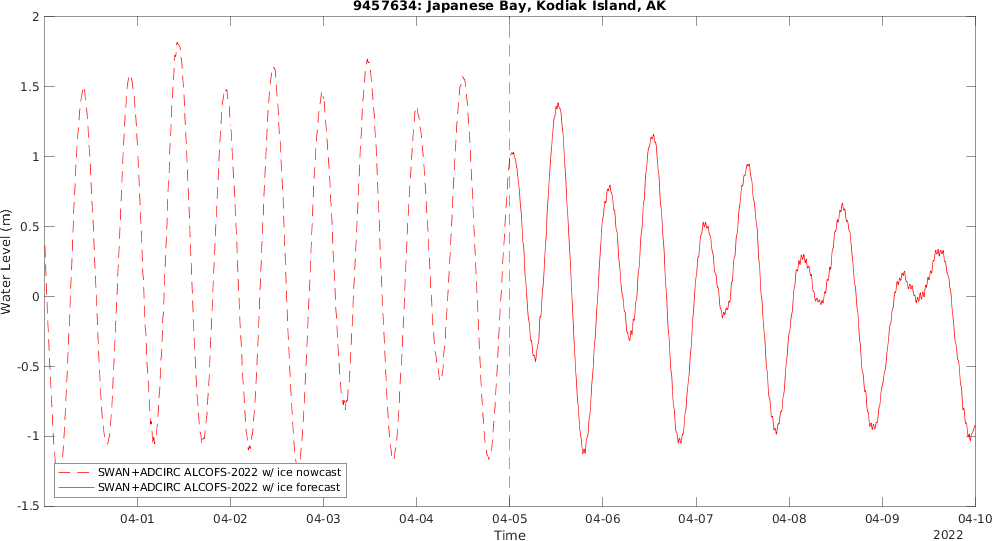 9457634: Japanese Bay, Kodiak Island, AK
2
1.5
1
0.5
0
-0.5
-1
-1.5
Water Level (m)
SWAN+ADCIRC ALCOFS-2022 w/ ice nowcast
SWAN+ADCIRC ALCOFS-2022 w/ ice forecast
04-01 04-02 04-03 04-04 04-05 04-06 04-07 04-08 04-09 04-10
Time
2022